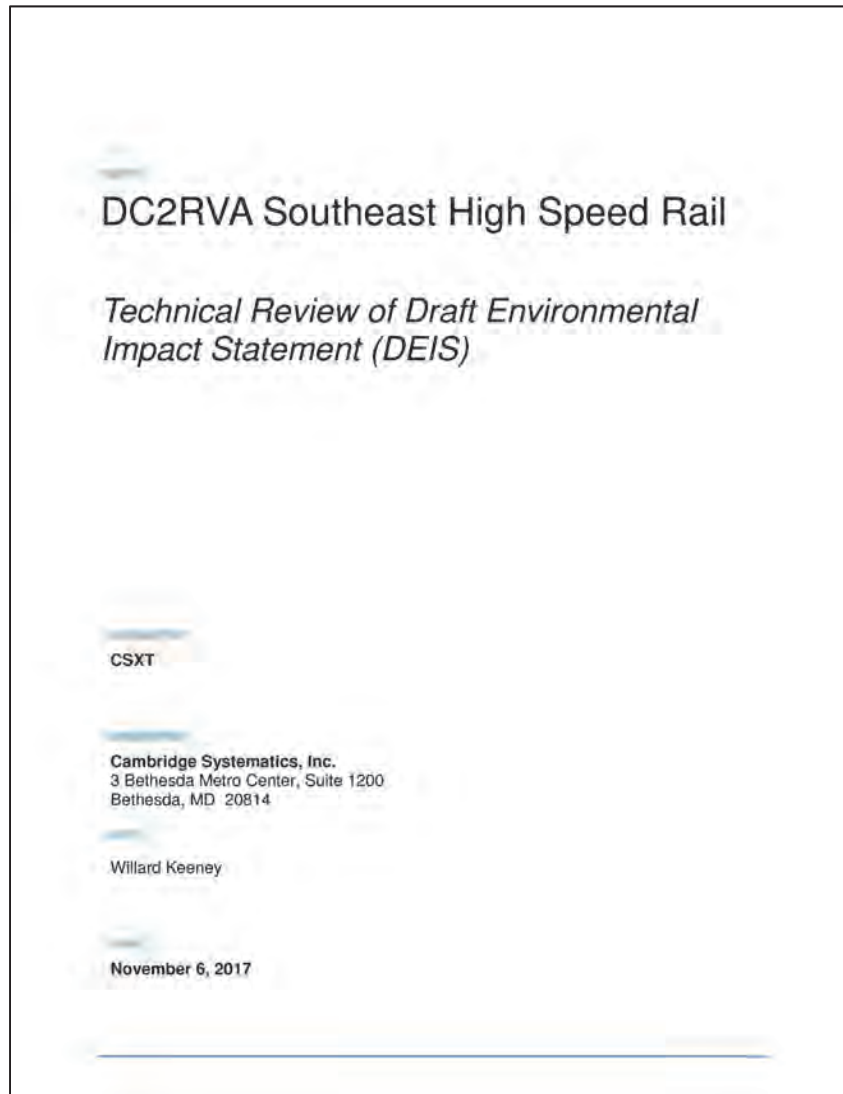 DC2RVA Southeast High Speed Rail
Technical Review of Draft Environmental
Impact Statement (DEIS)
CSXT
Cambridge Systematics, Inc.
3 Bethesda Metro Center, Suite 1200
Bethesda, MD  20814
Willard Keeney
November 6, 2017